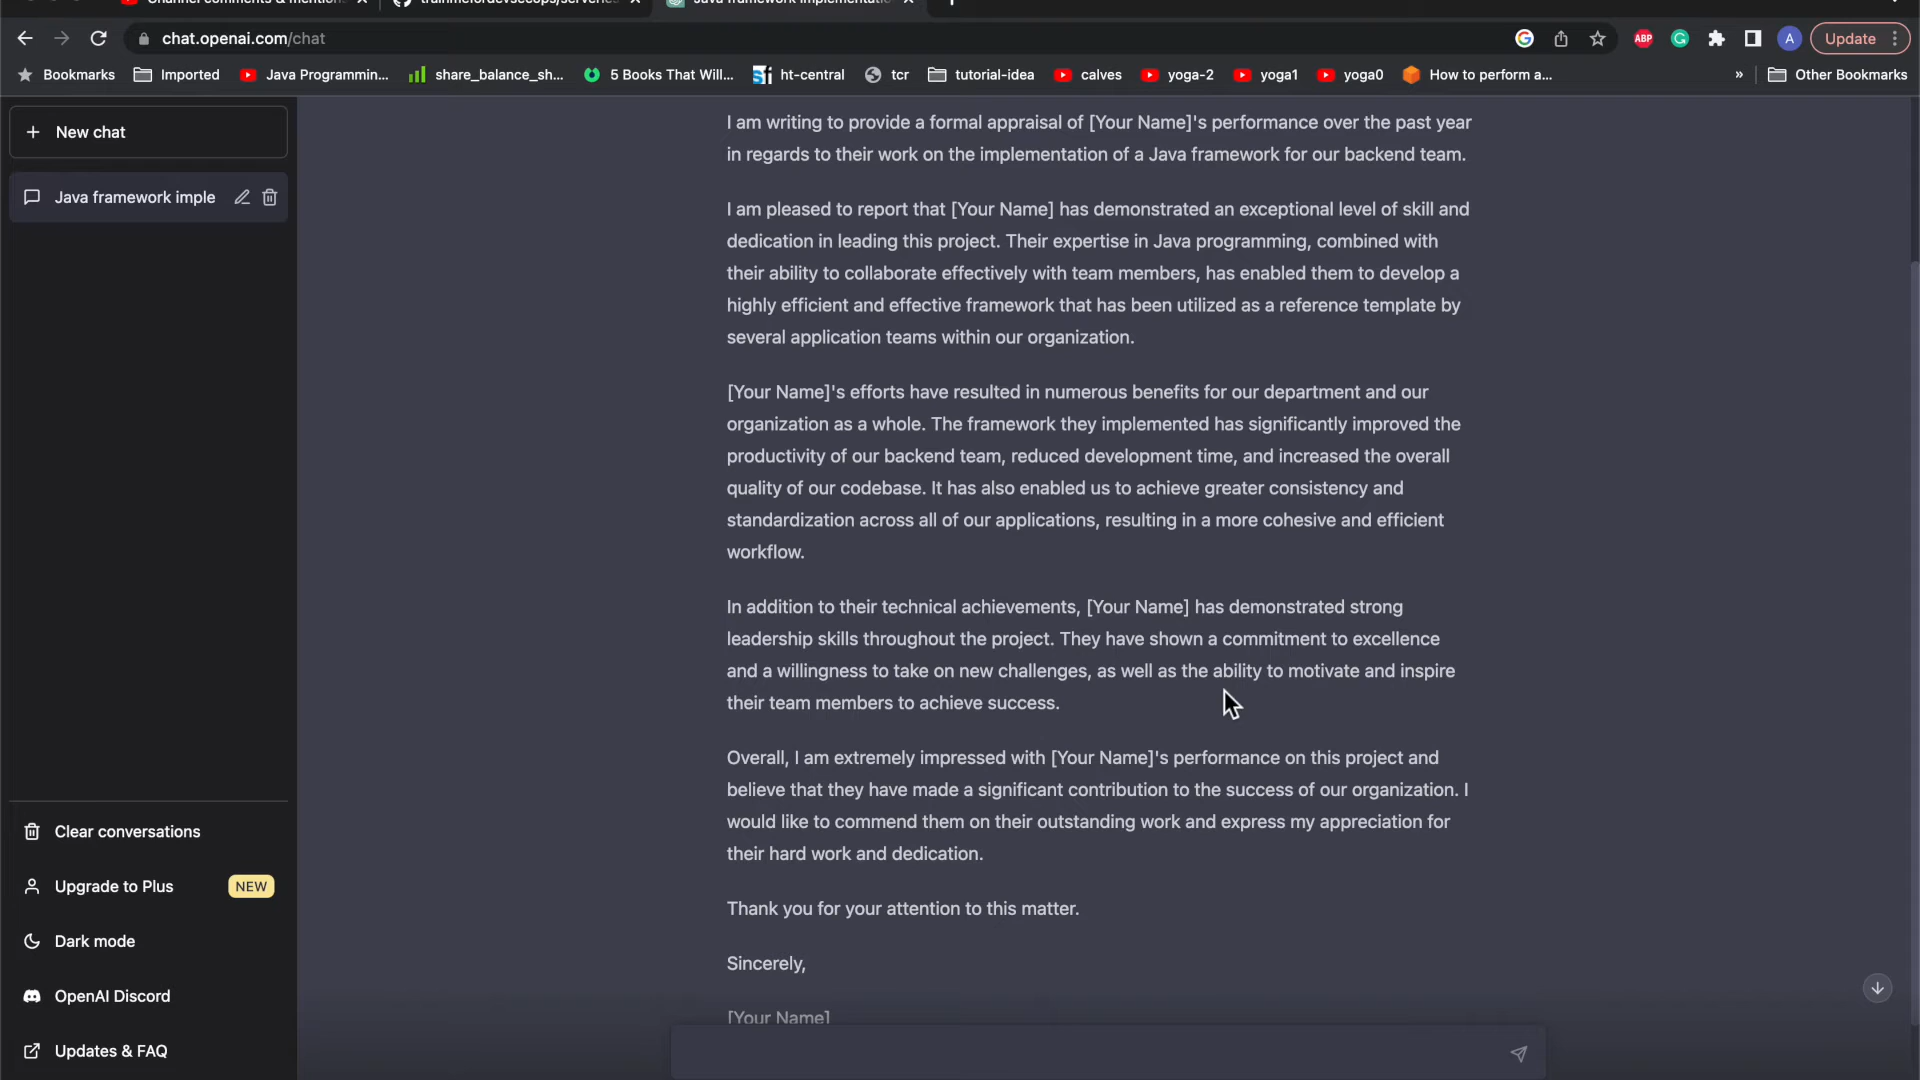 chat.openai.com/chat
ABP
A
Update
Bookmarks
Imported
Java Programmin...
share_balance_sh...
5 Books That Will...
ht-central
tcr
tutorial-idea
calves
yoga-2
yoga1
yoga0
How to perform a...
»
Other Bookmarks
New chat
Java framework imple
I am writing to provide a formal appraisal of [Your Name]'s performance over the past year
in regards to their work on the implementation of a Java framework for our backend team.
I am pleased to report that [Your Name] has demonstrated an exceptional level of skill and
dedication in leading this project. Their expertise in Java programming, combined with
their ability to collaborate effectively with team members, has enabled them to develop a
highly efficient and effective framework that has been utilized as a reference template by
several application teams within our organization.
[Your Name]'s efforts have resulted in numerous benefits for our department and our
organization as a whole. The framework they implemented has significantly improved the
productivity of our backend team, reduced development time, and increased the overall
quality of our codebase. It has also enabled us to achieve greater consistency and
standardization across all of our applications, resulting in a more cohesive and efficient
workflow.
In addition to their technical achievements, [Your Name] has demonstrated strong
leadership skills throughout the project. They have shown a commitment to excellence
and a willingness to take on new challenges, as well as the ability to motivate and inspire
their team members to achieve success.
Overall, I am extremely impressed with [Your Name]'s performance on this project and
believe that they have made a significant contribution to the success of our organization. I
would like to commend them on their outstanding work and express my appreciation for
their hard work and dedication.
Thank you for your attention to this matter.
Sincerely,
[Your Name]
Clear conversations
Upgrade to Plus
NEW
Dark mode
OpenAI Discord
Updates & FAQ